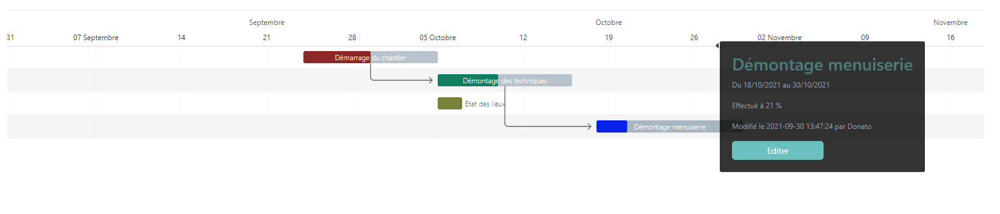 Septembre Octobre Novembre
31 07 Septembre 14 21 28 05 Octobre 12 19 26 02 Novembre 09 16
Démarrage du chantier
Démontage des techniques
Etat des lieux
Démontage menuiserie
Démontage menuiserie
Du 18/10/2021 au 30/10/2021
Effectué à 21 %
Modifié le 2021-09-30 13:47:24 par Donato
Editer